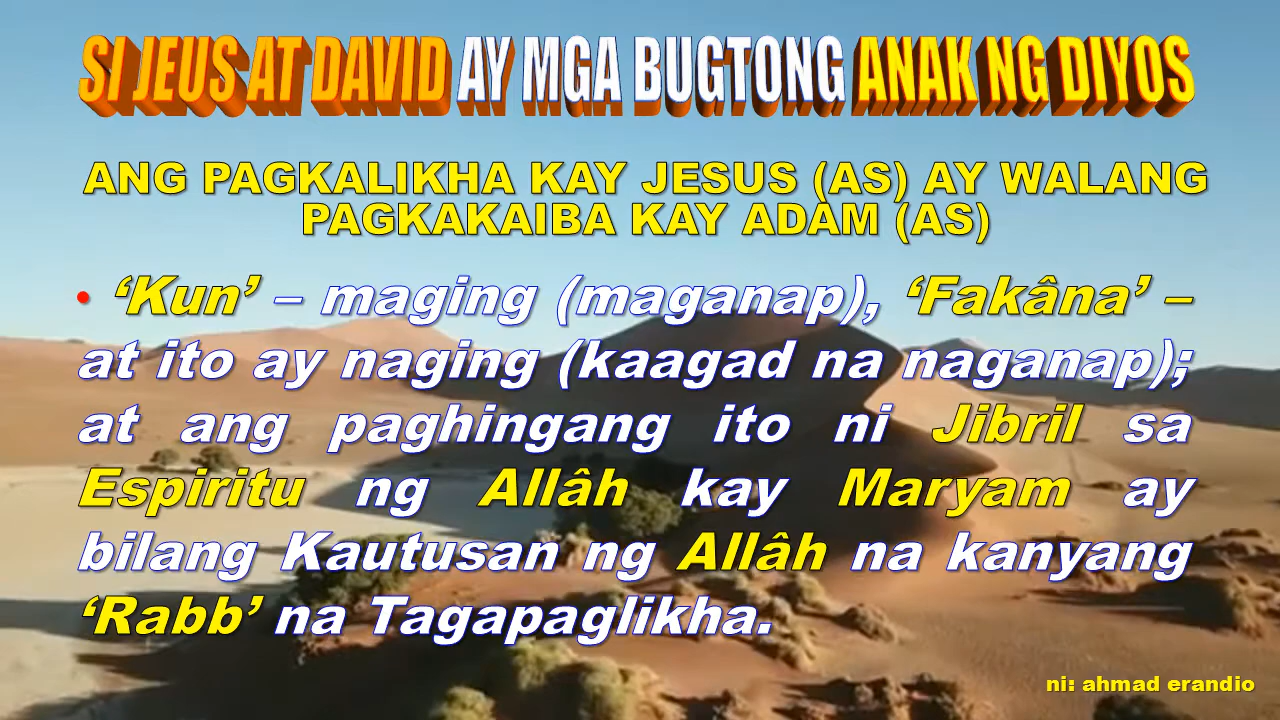 SI JEUS AT DAVID AY MGA BUGTONG ANAK NG DIYOS
ANG PAGKALIKHA KAY JESUS (AS) AY WALANG
PAGKAKAIBA KAY ADAM (AS)
• ‘Kun’ – maging (maganap), ‘Fakâna’ –
at ito ay naging (kaagad na naganap);
at ang paghingang ito ni Jibril sa
Espiritu ng Allâh kay Maryam ay
bilang Kautusan ng Allâh na kanyang
‘Rabb’ na Tagapaglikha.
ni: ahmad erandio